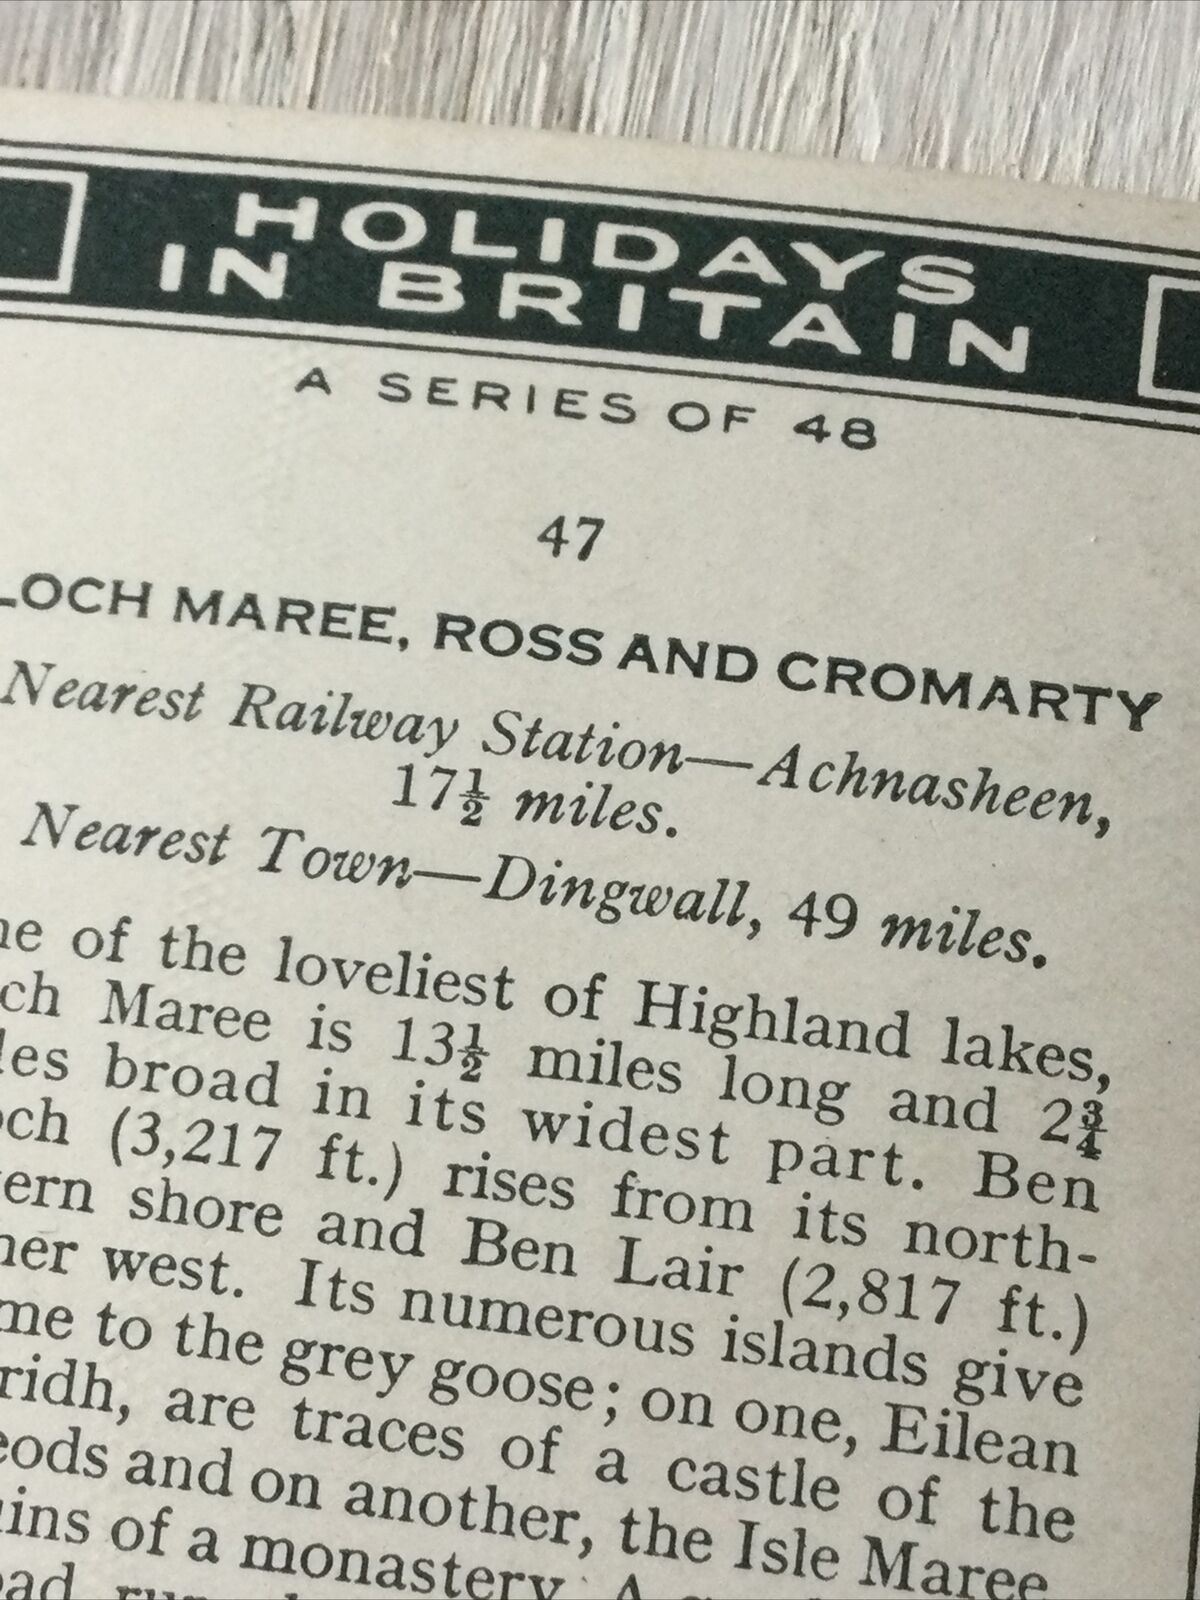 HOLIDAYS
IN BRITAIN
A SERIES OF 48
47
LOCH MAREE, ROSS AND CROMARTY
Nearest Railway Station—Achnasheen,
17½ miles.
Nearest Town—Dingwall, 49 miles.
ne of the loveliest of Highland lakes,
ch Maree is 13½ miles long and 2¾
les broad in its widest part. Ben
och (3,217 ft.) rises from its north-
ern shore and Ben Lair (2,817 ft.)
her west. Its numerous islands give
me to the grey goose; on one, Eilean
ridh, are traces of a castle of the
eods and on another, the Isle Maree
ins of a monastery. A